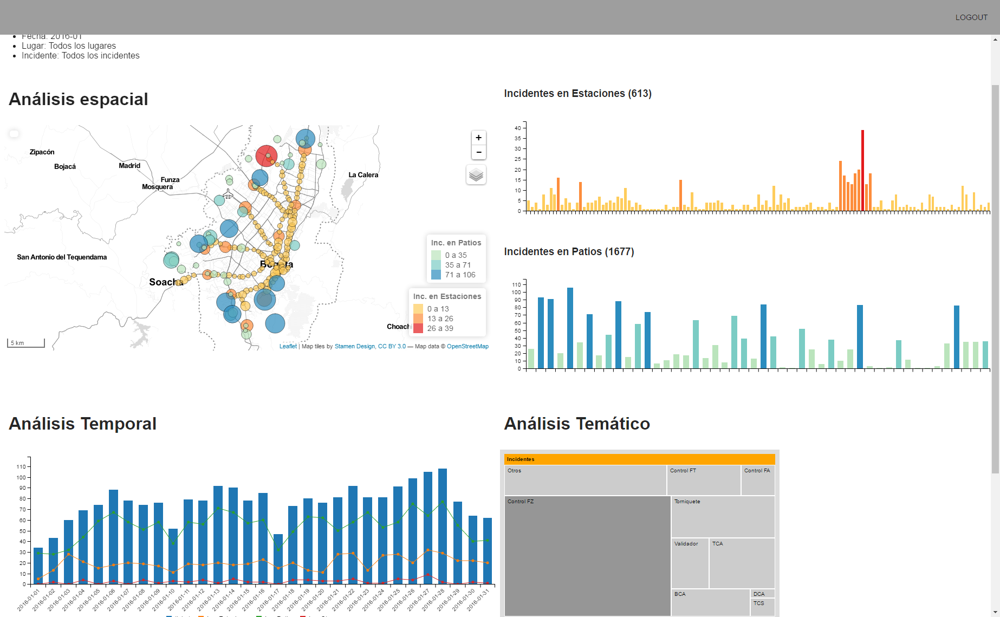 LOGOUT
Fecha: 2016-01
Lugar: Todos los lugares
Incidente: Todos los incidentes
Análisis espacial
Zipacón
Bojacá
Madrid
Funza
Mosquera
La Calera
San Antonio del Tequendama
Bogota
Soacha
Choachí
+
−
Inc. en Patios
0 a 35
35 a 71
71 a 106
Inc. en Estaciones
0 a 13
13 a 26
26 a 39
5 km
Leaflet | Map tiles by Stamen Design, CC BY 3.0 — Map data © OpenStreetMap
Incidentes en Estaciones (613)
40
35
30
25
20
15
10
5
0
Incidentes en Patios (1677)
110
100
90
80
70
60
50
40
30
20
10
0
Análisis Temporal
110
100
90
80
70
60
50
40
30
20
10
0
2016-01-01
2016-01-02
2016-01-03
2016-01-04
2016-01-05
2016-01-06
2016-01-07
2016-01-08
2016-01-09
2016-01-10
2016-01-11
2016-01-12
2016-01-13
2016-01-14
2016-01-15
2016-01-16
2016-01-17
2016-01-18
2016-01-19
2016-01-20
2016-01-21
2016-01-22
2016-01-23
2016-01-24
2016-01-25
2016-01-26
2016-01-27
2016-01-28
2016-01-29
2016-01-30
2016-01-31
Análisis Temático
Incidentes
Otros
Control FT
Control FA
Control FZ
Torniquete
Validador
TCA
BCA
DCA
TCS